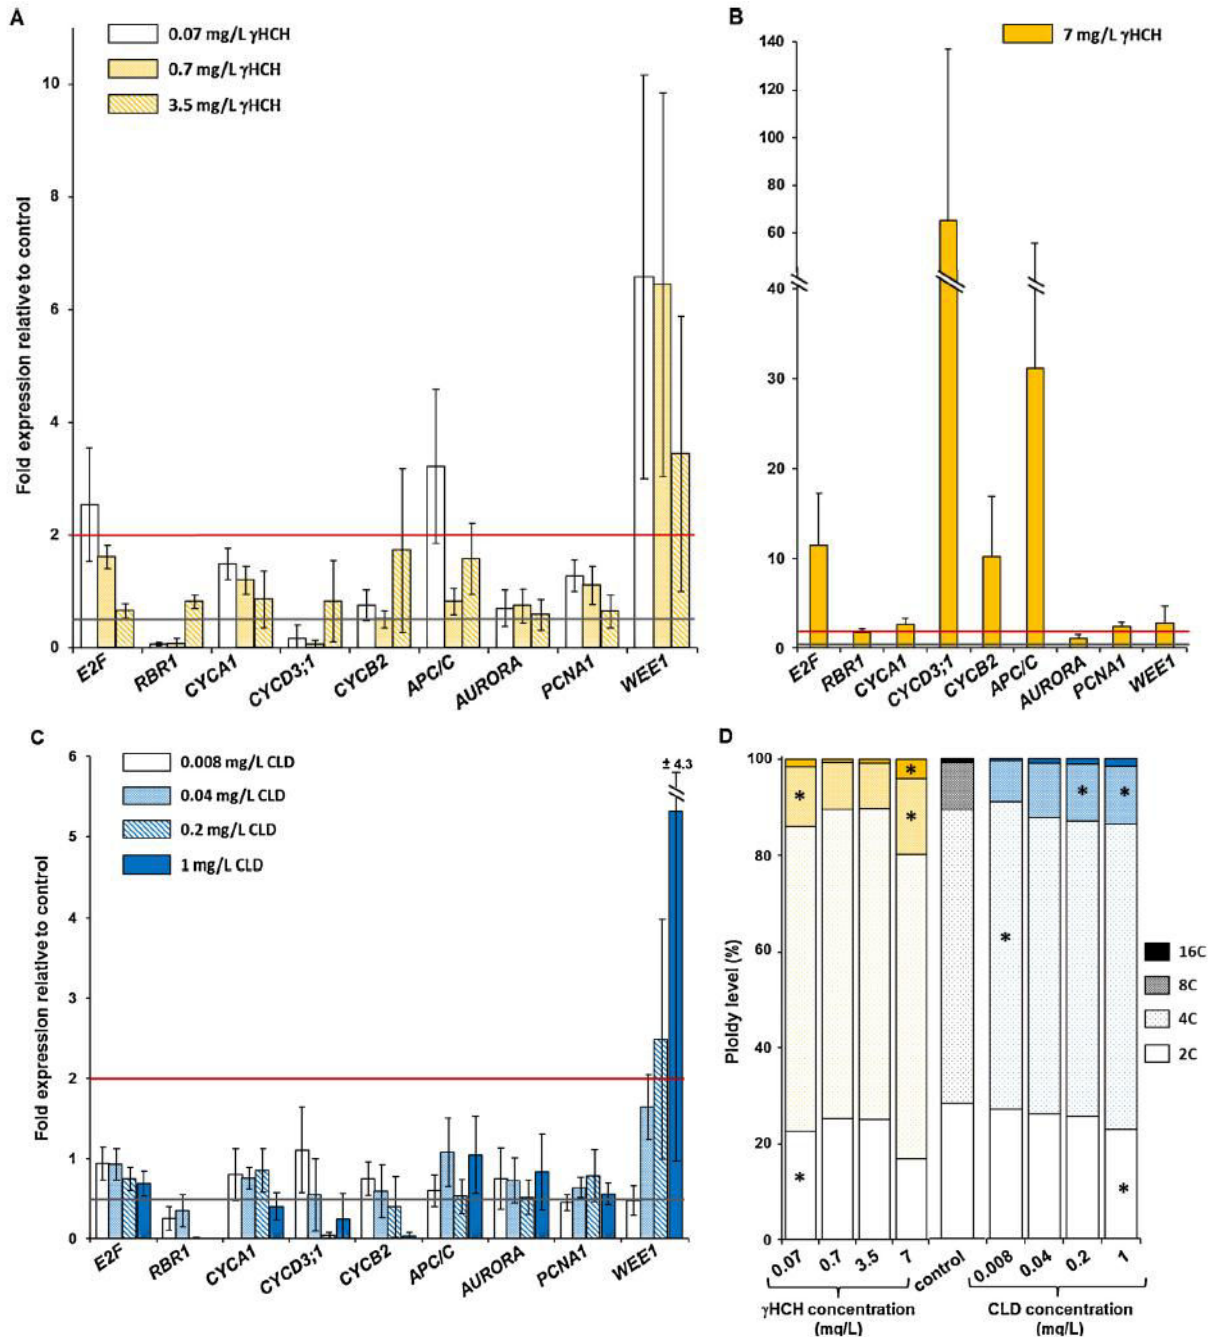 A
0.07 mg/L γHCH
0.7 mg/L γHCH
3.5 mg/L γHCH
Fold expression relative to control
10
8
6
4
2
0
E2F RBR1 CYCA1 CYCD3;1 CYCB2 APC/C AURORA PCNA1 WEE1
B
7 mg/L γHCH
140
120
100
80
60
40
30
20
10
0
E2F RBR1 CYCA1 CYCD3;1 CYCB2 APC/C AURORA PCNA1 WEE1
C
0.008 mg/L CLD
0.04 mg/L CLD
0.2 mg/L CLD
1 mg/L CLD
± 4.3
Fold expression relative to control
6
5
4
3
2
1
0
E2F RBR1 CYCA1 CYCD3;1 CYCB2 APC/C AURORA PCNA1 WEE1
D
Ploidy level (%)
100
80
60
40
20
0
* * * * * * * *
16C
8C
4C
2C
0.07 0.7 3.5 7 control 0.008 0.04 0.2 1
γHCH concentration
(mg/L)
CLD concentration
(mg/L)